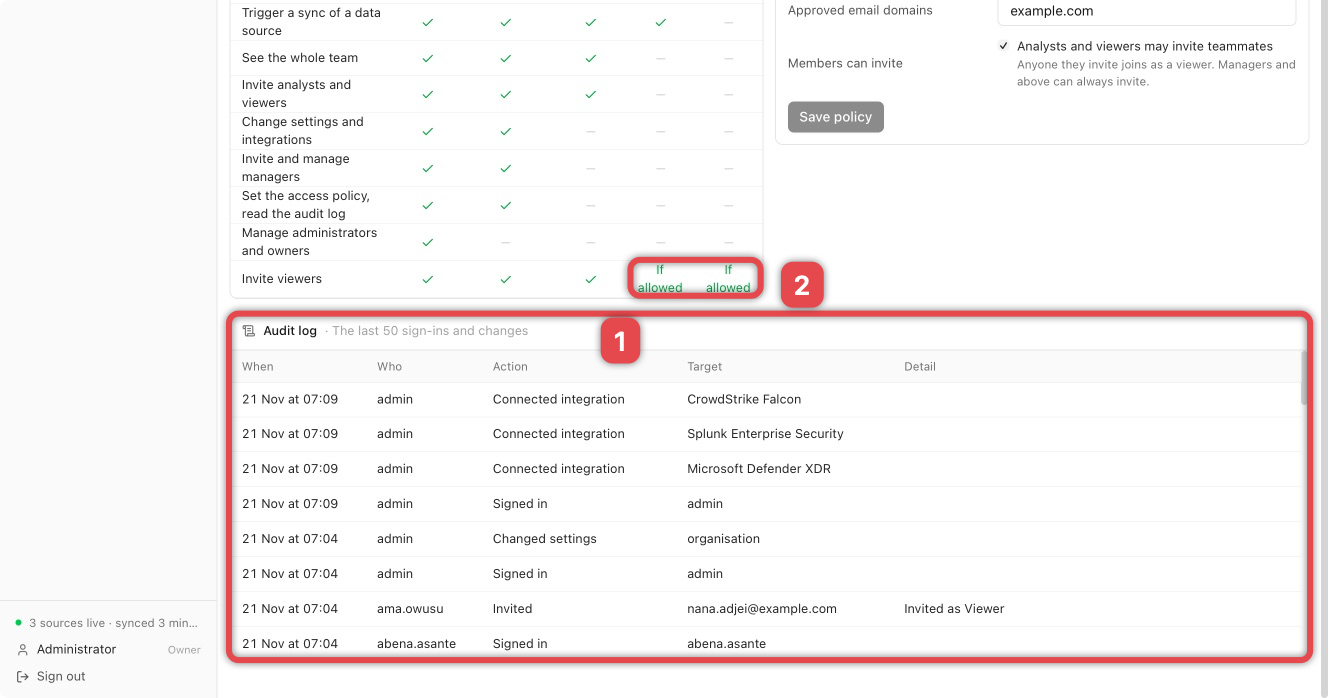 Trigger a sync of a data
source
See the whole team
Invite analysts and
viewers
Change settings and
integrations
Invite and manage
managers
Set the access policy,
read the audit log
Manage administrators
and owners
Invite viewers
If
allowed
If
allowed
Approved email domains
example.com
Members can invite
Analysts and viewers may invite teammates
Anyone they invite joins as a viewer. Managers and
above can always invite.
Save policy
2
1
Audit log · The last 50 sign-ins and changes
When Who Action Target Detail
21 Nov at 07:09 admin Connected integration CrowdStrike Falcon
21 Nov at 07:09 admin Connected integration Splunk Enterprise Security
21 Nov at 07:09 admin Connected integration Microsoft Defender XDR
21 Nov at 07:09 admin Signed in admin
21 Nov at 07:04 admin Changed settings organisation
21 Nov at 07:04 admin Signed in admin
21 Nov at 07:04 ama.owusu Invited nana.adjei@example.com Invited as Viewer
21 Nov at 07:04 abena.asante Signed in abena.asante
3 sources live · synced 3 min...
Administrator Owner
Sign out